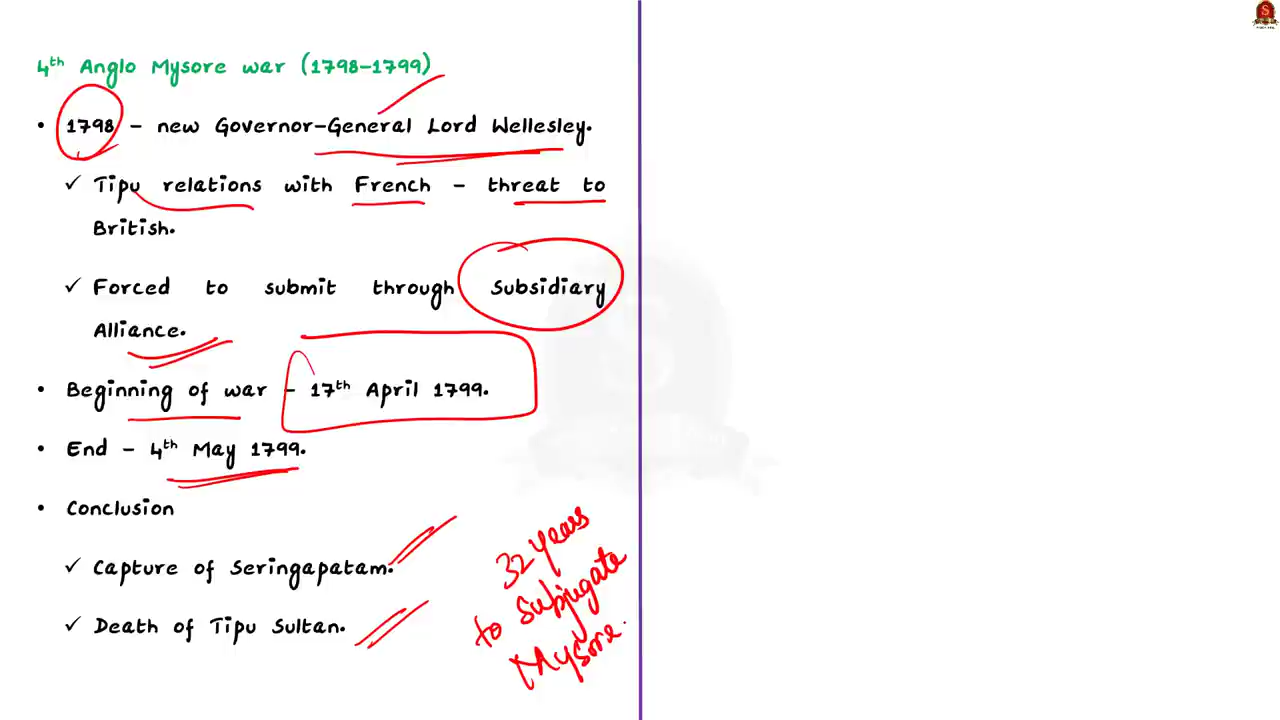 4th Anglo Mysore war (1798-1799)
• 1798 – new Governor-General Lord Wellesley.
✓ Tipu relations with French – threat to
British.
✓ Forced to submit through Subsidiary
Alliance.
• Beginning of war – 17th April 1799.
• End – 4th May 1799.
• Conclusion
✓ Capture of Seringapatam.
✓ Death of Tipu Sultan.
32 years
to subjugate
Mysore.